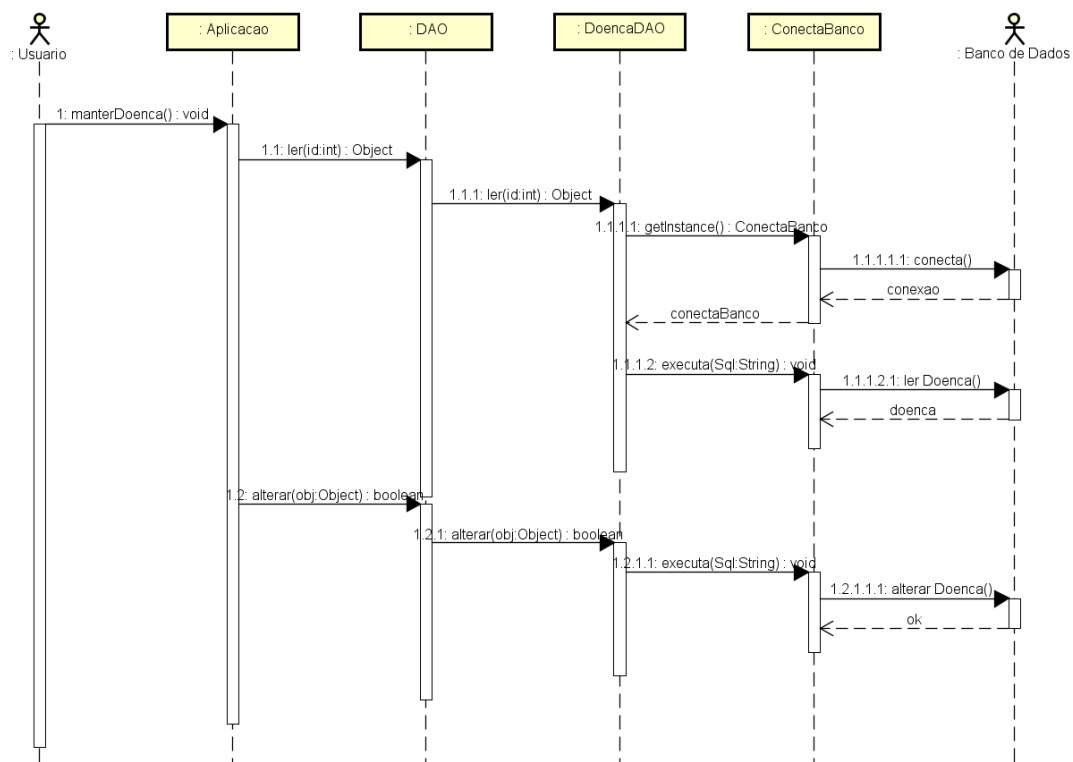 : Usuario
: Aplicacao
: DAO
: DoencaDAO
: ConectaBanco
: Banco de Dados
1: manterDoenca() : void
1.1: ler(id:int) : Object
1.1.1: ler(id:int) : Object
1.1.1.1: getInstance() : ConectaBanco
1.1.1.1.1: conecta()
conexao
conectaBanco
1.1.1.2: executa(Sql:String) : void
1.1.1.2.1: ler Doenca()
doenca
1.2: alterar(obj:Object) : boolean
1.2.1: alterar(obj:Object) : boolean
1.2.1.1: executa(Sql:String) : void
1.2.1.1.1: alterar Doenca()
ok